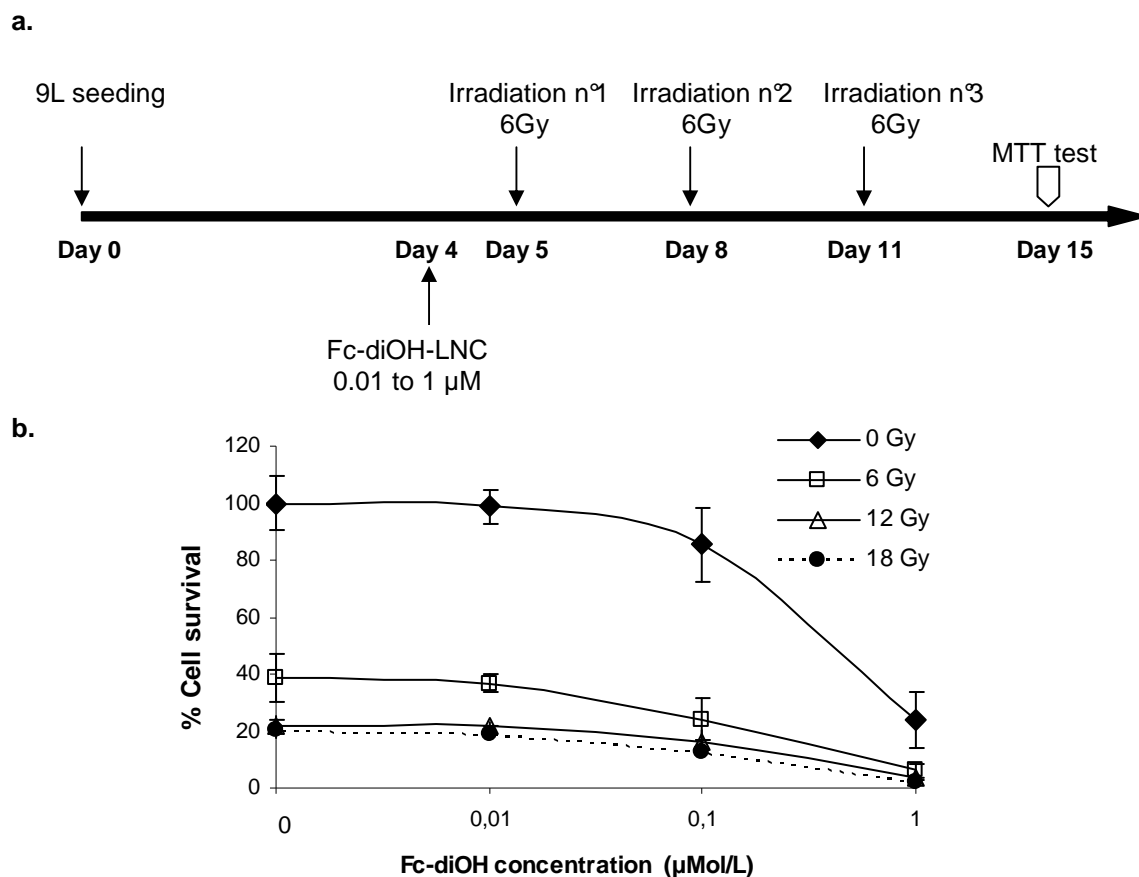 a.
9L seeding
Irradiation n°1
6Gy
Irradiation n°2
6Gy
Irradiation n°3
6Gy
MTT test
Day 0
Day 4
Day 5
Day 8
Day 11
Day 15
Fc-diOH-LNC
0.01 to 1 µM
b.
120
100
80
60
40
20
0
% Cell survival
0 Gy
6 Gy
12 Gy
18 Gy
0
0,01
0,1
1
Fc-diOH concentration (µMol/L)